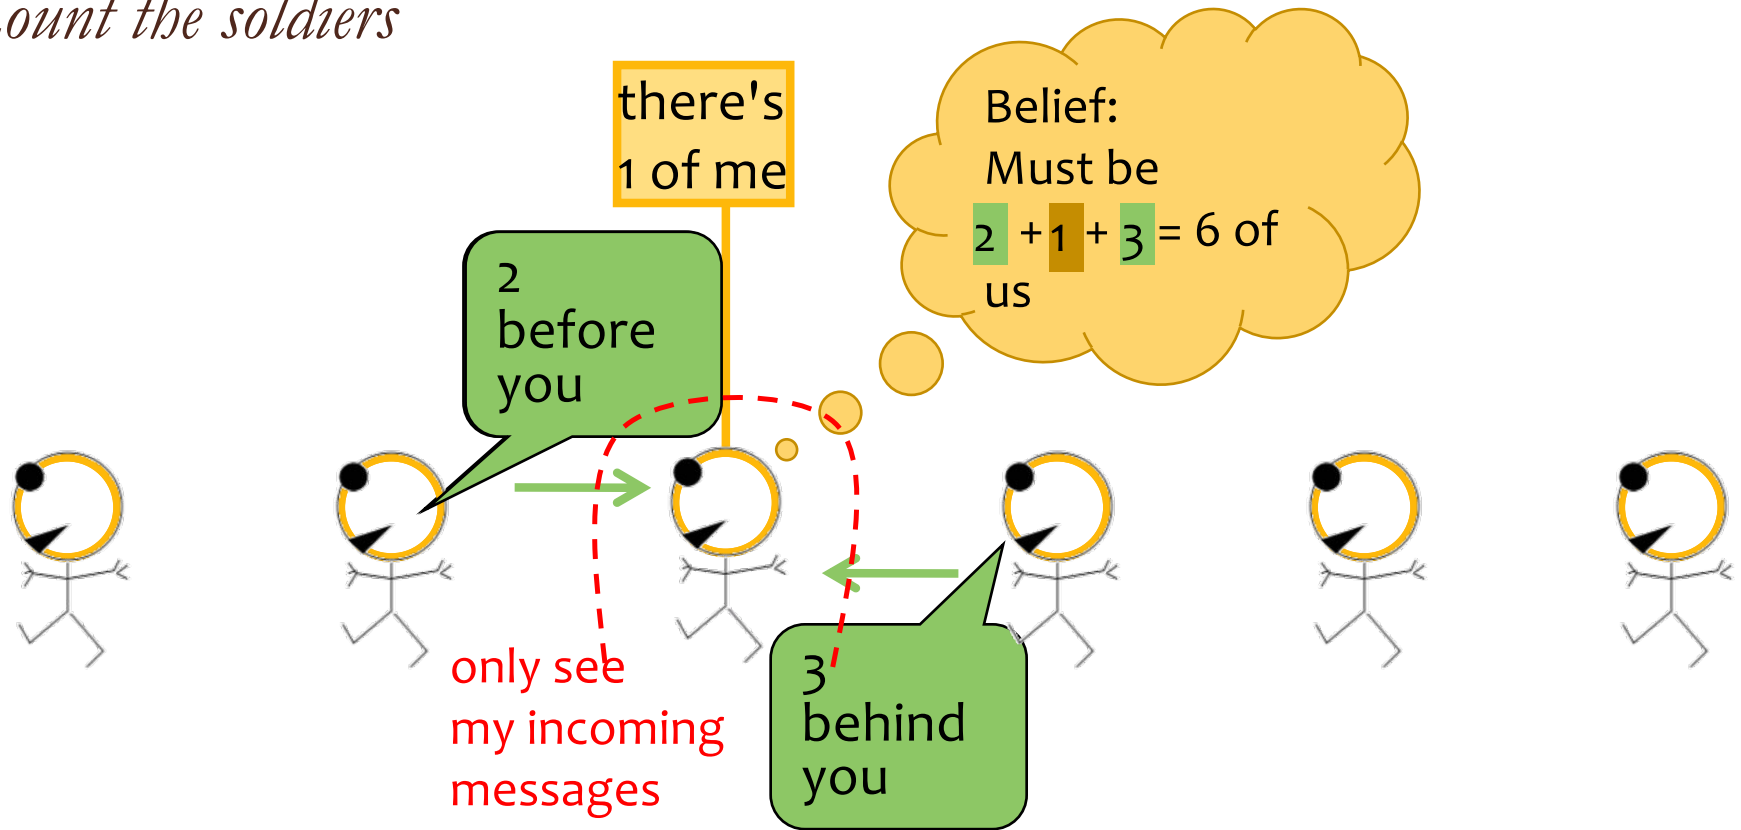 ount the soldiers
there's
1 of me
Belief:
Must be
2 + 1 + 3 = 6 of
us
2
before
you
only see
my incoming
messages
3
behind
you